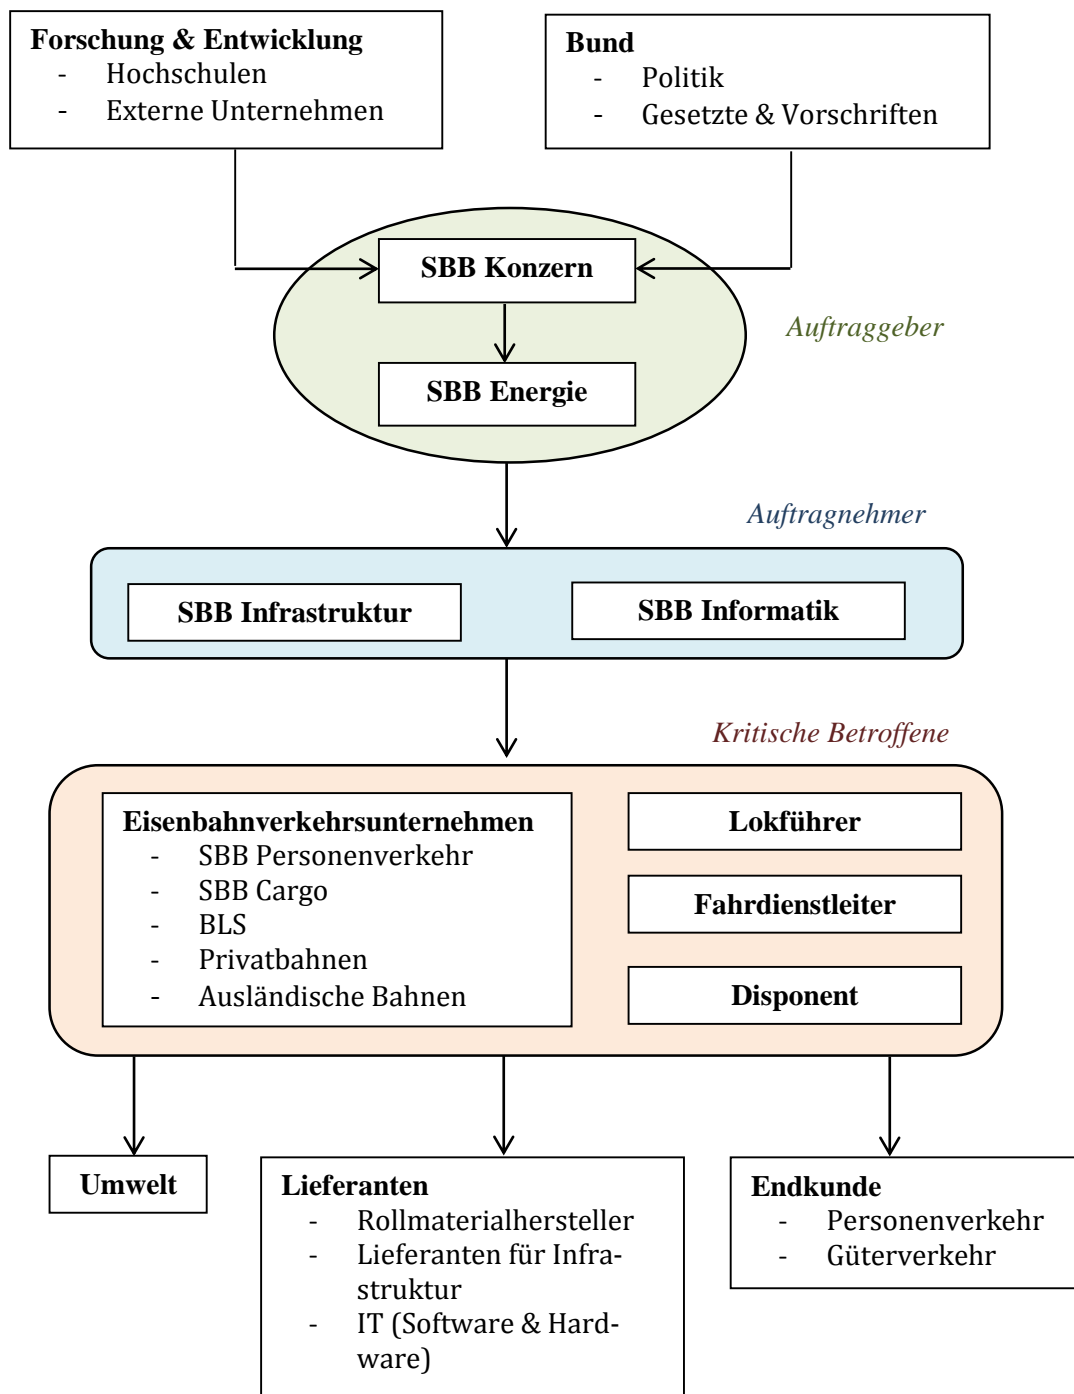 Forschung & Entwicklung
- Hochschulen
- Externe Unternehmen
Bund
- Politik
- Gesetzte & Vorschriften
SBB Konzern
SBB Energie
Auftraggeber
Auftragnehmer
SBB Infrastruktur
SBB Informatik
Kritische Betroffene
Eisenbahnverkehrsunternehmen
- SBB Personenverkehr
- SBB Cargo
- BLS
- Privatbahnen
- Ausländische Bahnen
Lokführer
Fahrdienstleiter
Disponent
Umwelt
Lieferanten
- Rollmaterialhersteller
- Lieferanten für Infra-
struktur
- IT (Software & Hard-
ware)
Endkunde
- Personenverkehr
- Güterverkehr